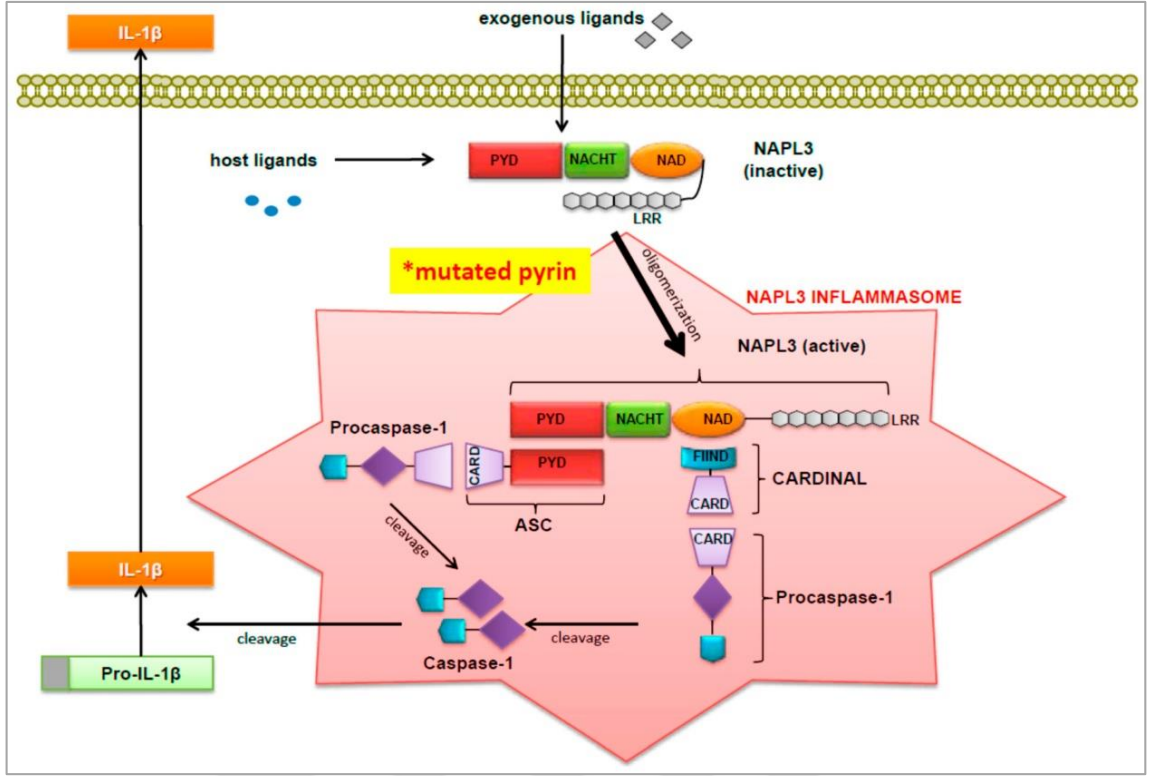 IL-1β
exogenous ligands
host ligands
PYD
NACHT
NAD
LRR
NAPL3
(inactive)
*mutated pyrin
oligomerization
NAPL3 INFLAMMASOME
NAPL3 (active)
PYD
NACHT
NAD
LRR
Procaspase-1
CARD
PYD
ASC
FIIND
CARD
CARDINAL
cleavage
CARD
Procaspase-1
IL-1β
cleavage
Caspase-1
cleavage
Pro-IL-1β